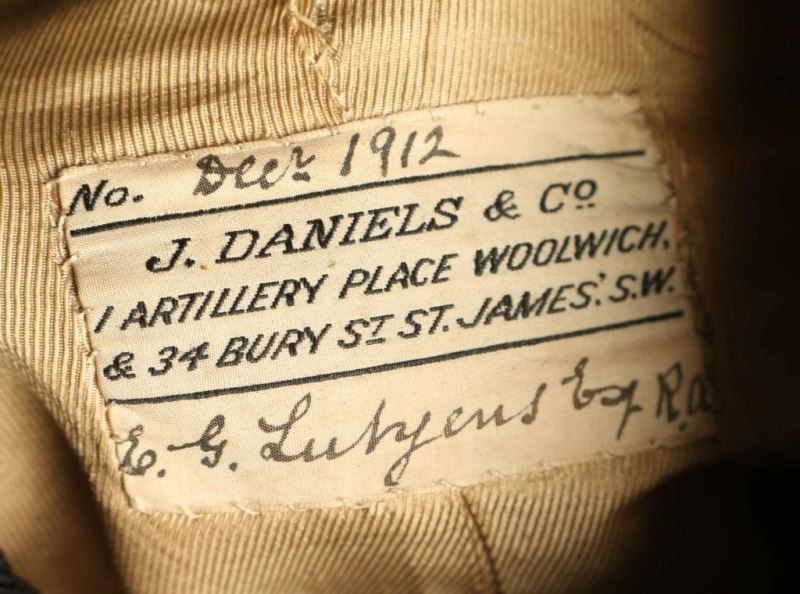 No. Decr 1912
J. DANIELS & Co
1 ARTILLERY PLACE WOOLWICH.
& 34 BURY ST ST. JAMES'. S.W.
E. G. Lutyens Esq R.a